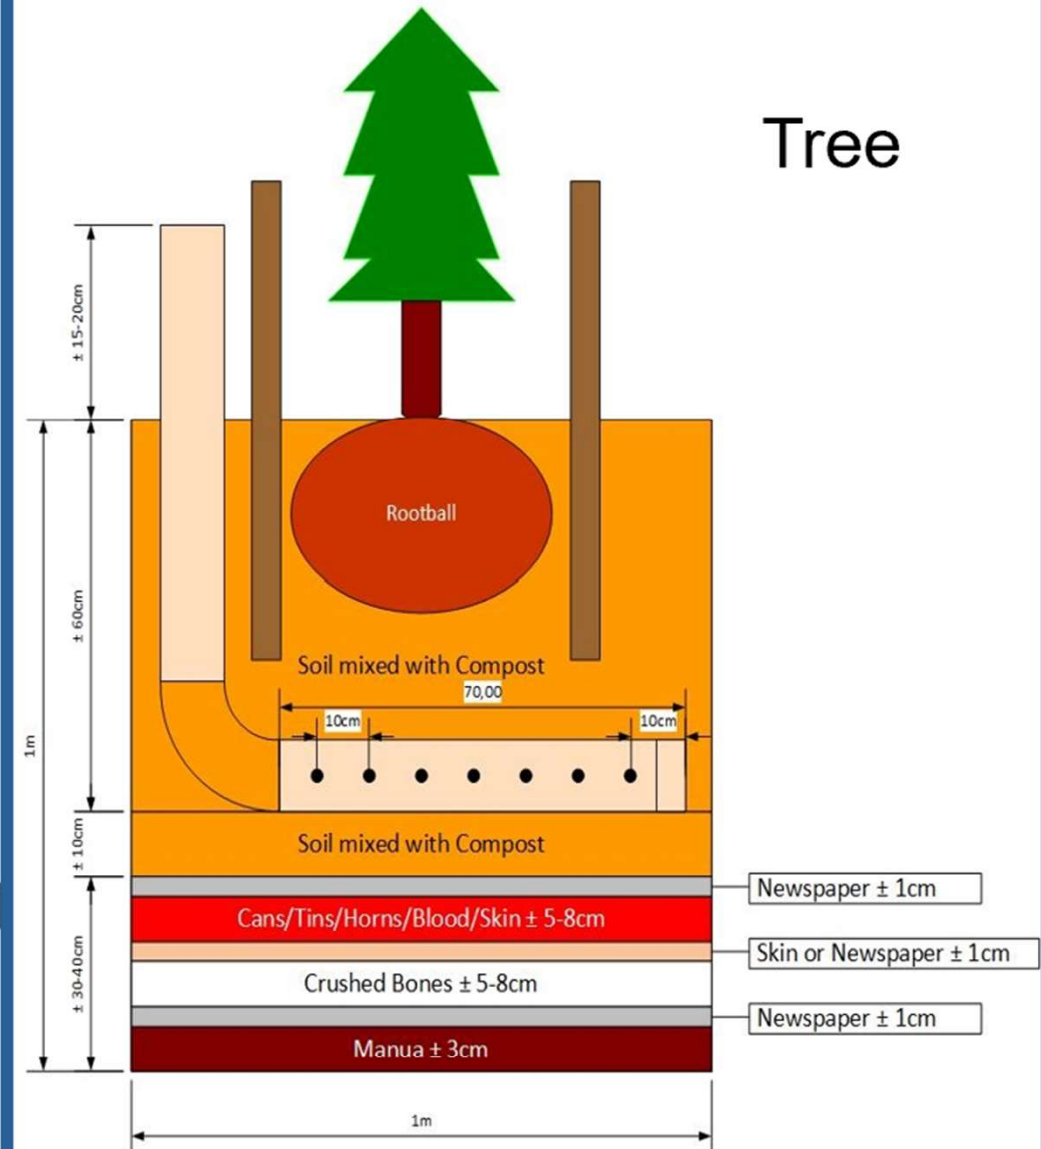 Tree
± 15-20cm
Rootball
± 60cm
Soil mixed with Compost
70,00
10cm
10cm
1m
± 10cm
Soil mixed with Compost
Newspaper ± 1cm
Cans/Tins/Horns/Blood/Skin ± 5-8cm
Skin or Newspaper ± 1cm
± 30-40cm
Crushed Bones ± 5-8cm
Newspaper ± 1cm
Manua ± 3cm
1m